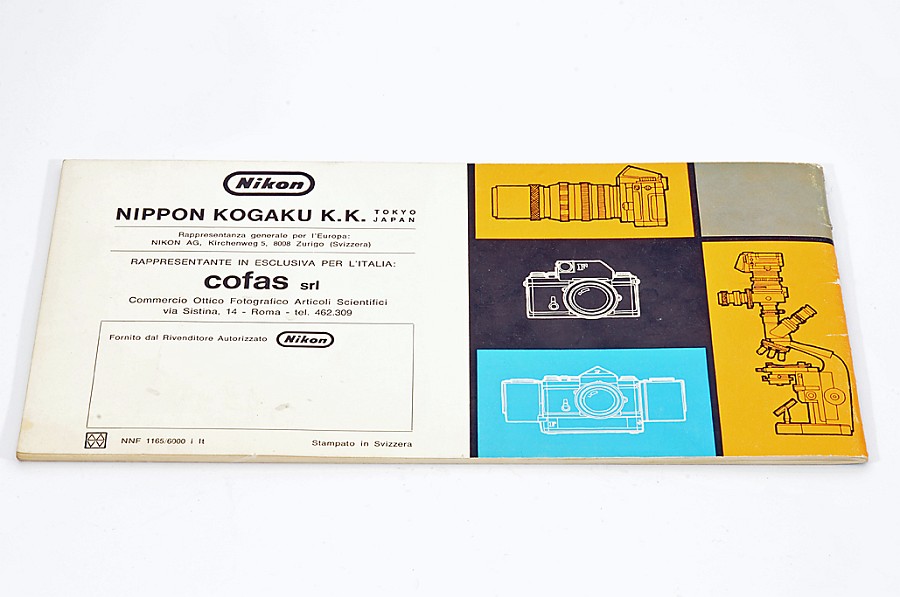 Nikon
NIPPON KOGAKU K.K. TOKYO JAPAN
Rappresentanza generale per l'Europa:
NIKON AG, Kirchenweg 5, 8008 Zurigo (Svizzera)
RAPPRESENTANTE IN ESCLUSIVA PER L'ITALIA:
cofas srl
Commercio Ottico Fotografico Articoli Scientifici
via Sistina, 14 - Roma - tel. 462.309
Fornito dal Rivenditore Autorizzato Nikon
NNF 1165/6000 i It
Stampato in Svizzera
F
F